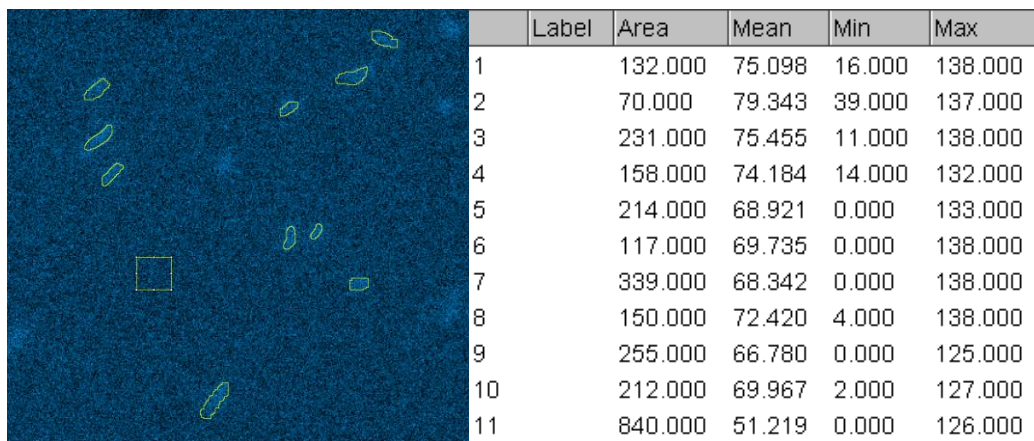 Label Area Mean Min Max
1 132.000 75.098 16.000 138.000
2 70.000 79.343 39.000 137.000
3 231.000 75.455 11.000 138.000
4 158.000 74.184 14.000 132.000
5 214.000 68.921 0.000 133.000
6 117.000 69.735 0.000 138.000
7 339.000 68.342 0.000 138.000
8 150.000 72.420 4.000 138.000
9 255.000 66.780 0.000 125.000
10 212.000 69.967 2.000 127.000
11 840.000 51.219 0.000 126.000